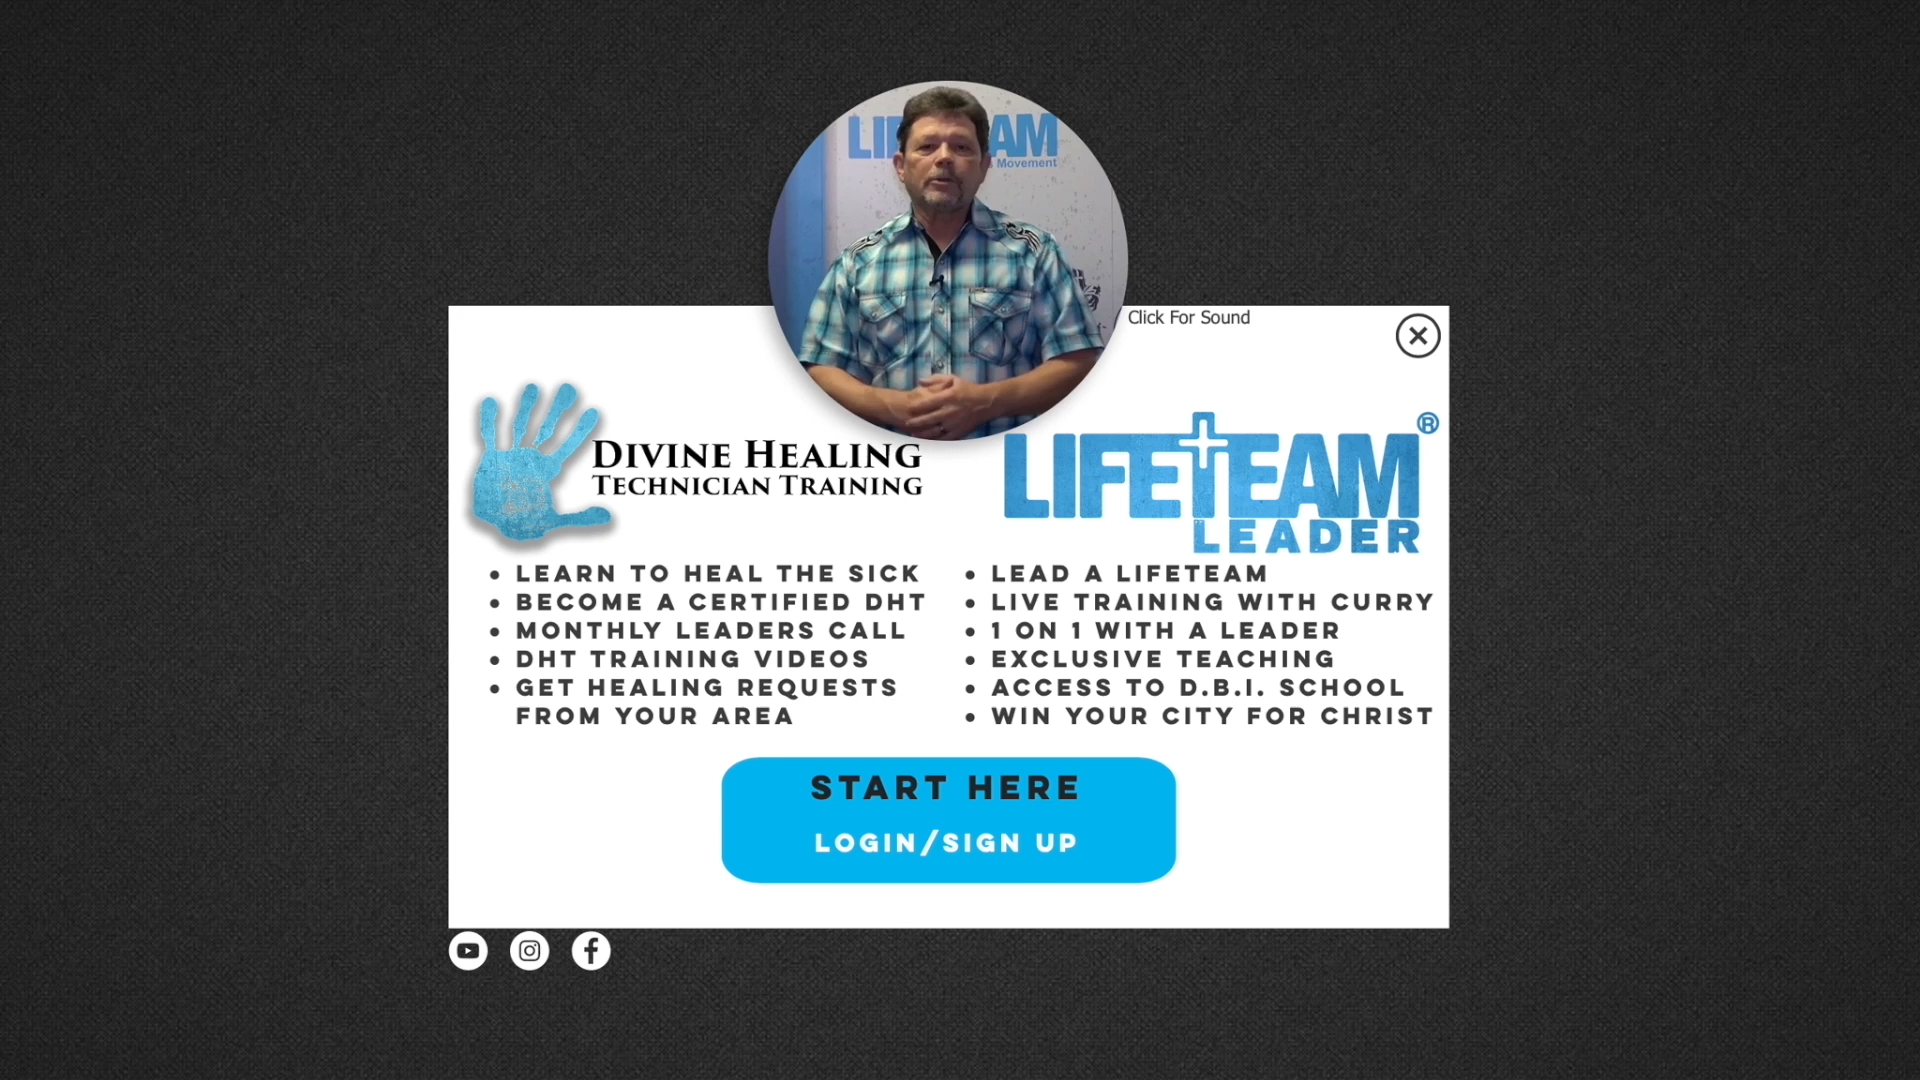 AM
Movement
Click For Sound
DIVINE HEALING
TECHNICIAN TRAINING
LIFETEAM®
LEADER
• LEARN TO HEAL THE SICK
• BECOME A CERTIFIED DHT
• MONTHLY LEADERS CALL
• DHT TRAINING VIDEOS
• GET HEALING REQUESTS
FROM YOUR AREA
• LEAD A LIFETEAM
• LIVE TRAINING WITH CURRY
• 1 ON 1 WITH A LEADER
• EXCLUSIVE TEACHING
• ACCESS TO D.B.I. SCHOOL
• WIN YOUR CITY FOR CHRIST
START HERE
LOGIN/SIGN UP